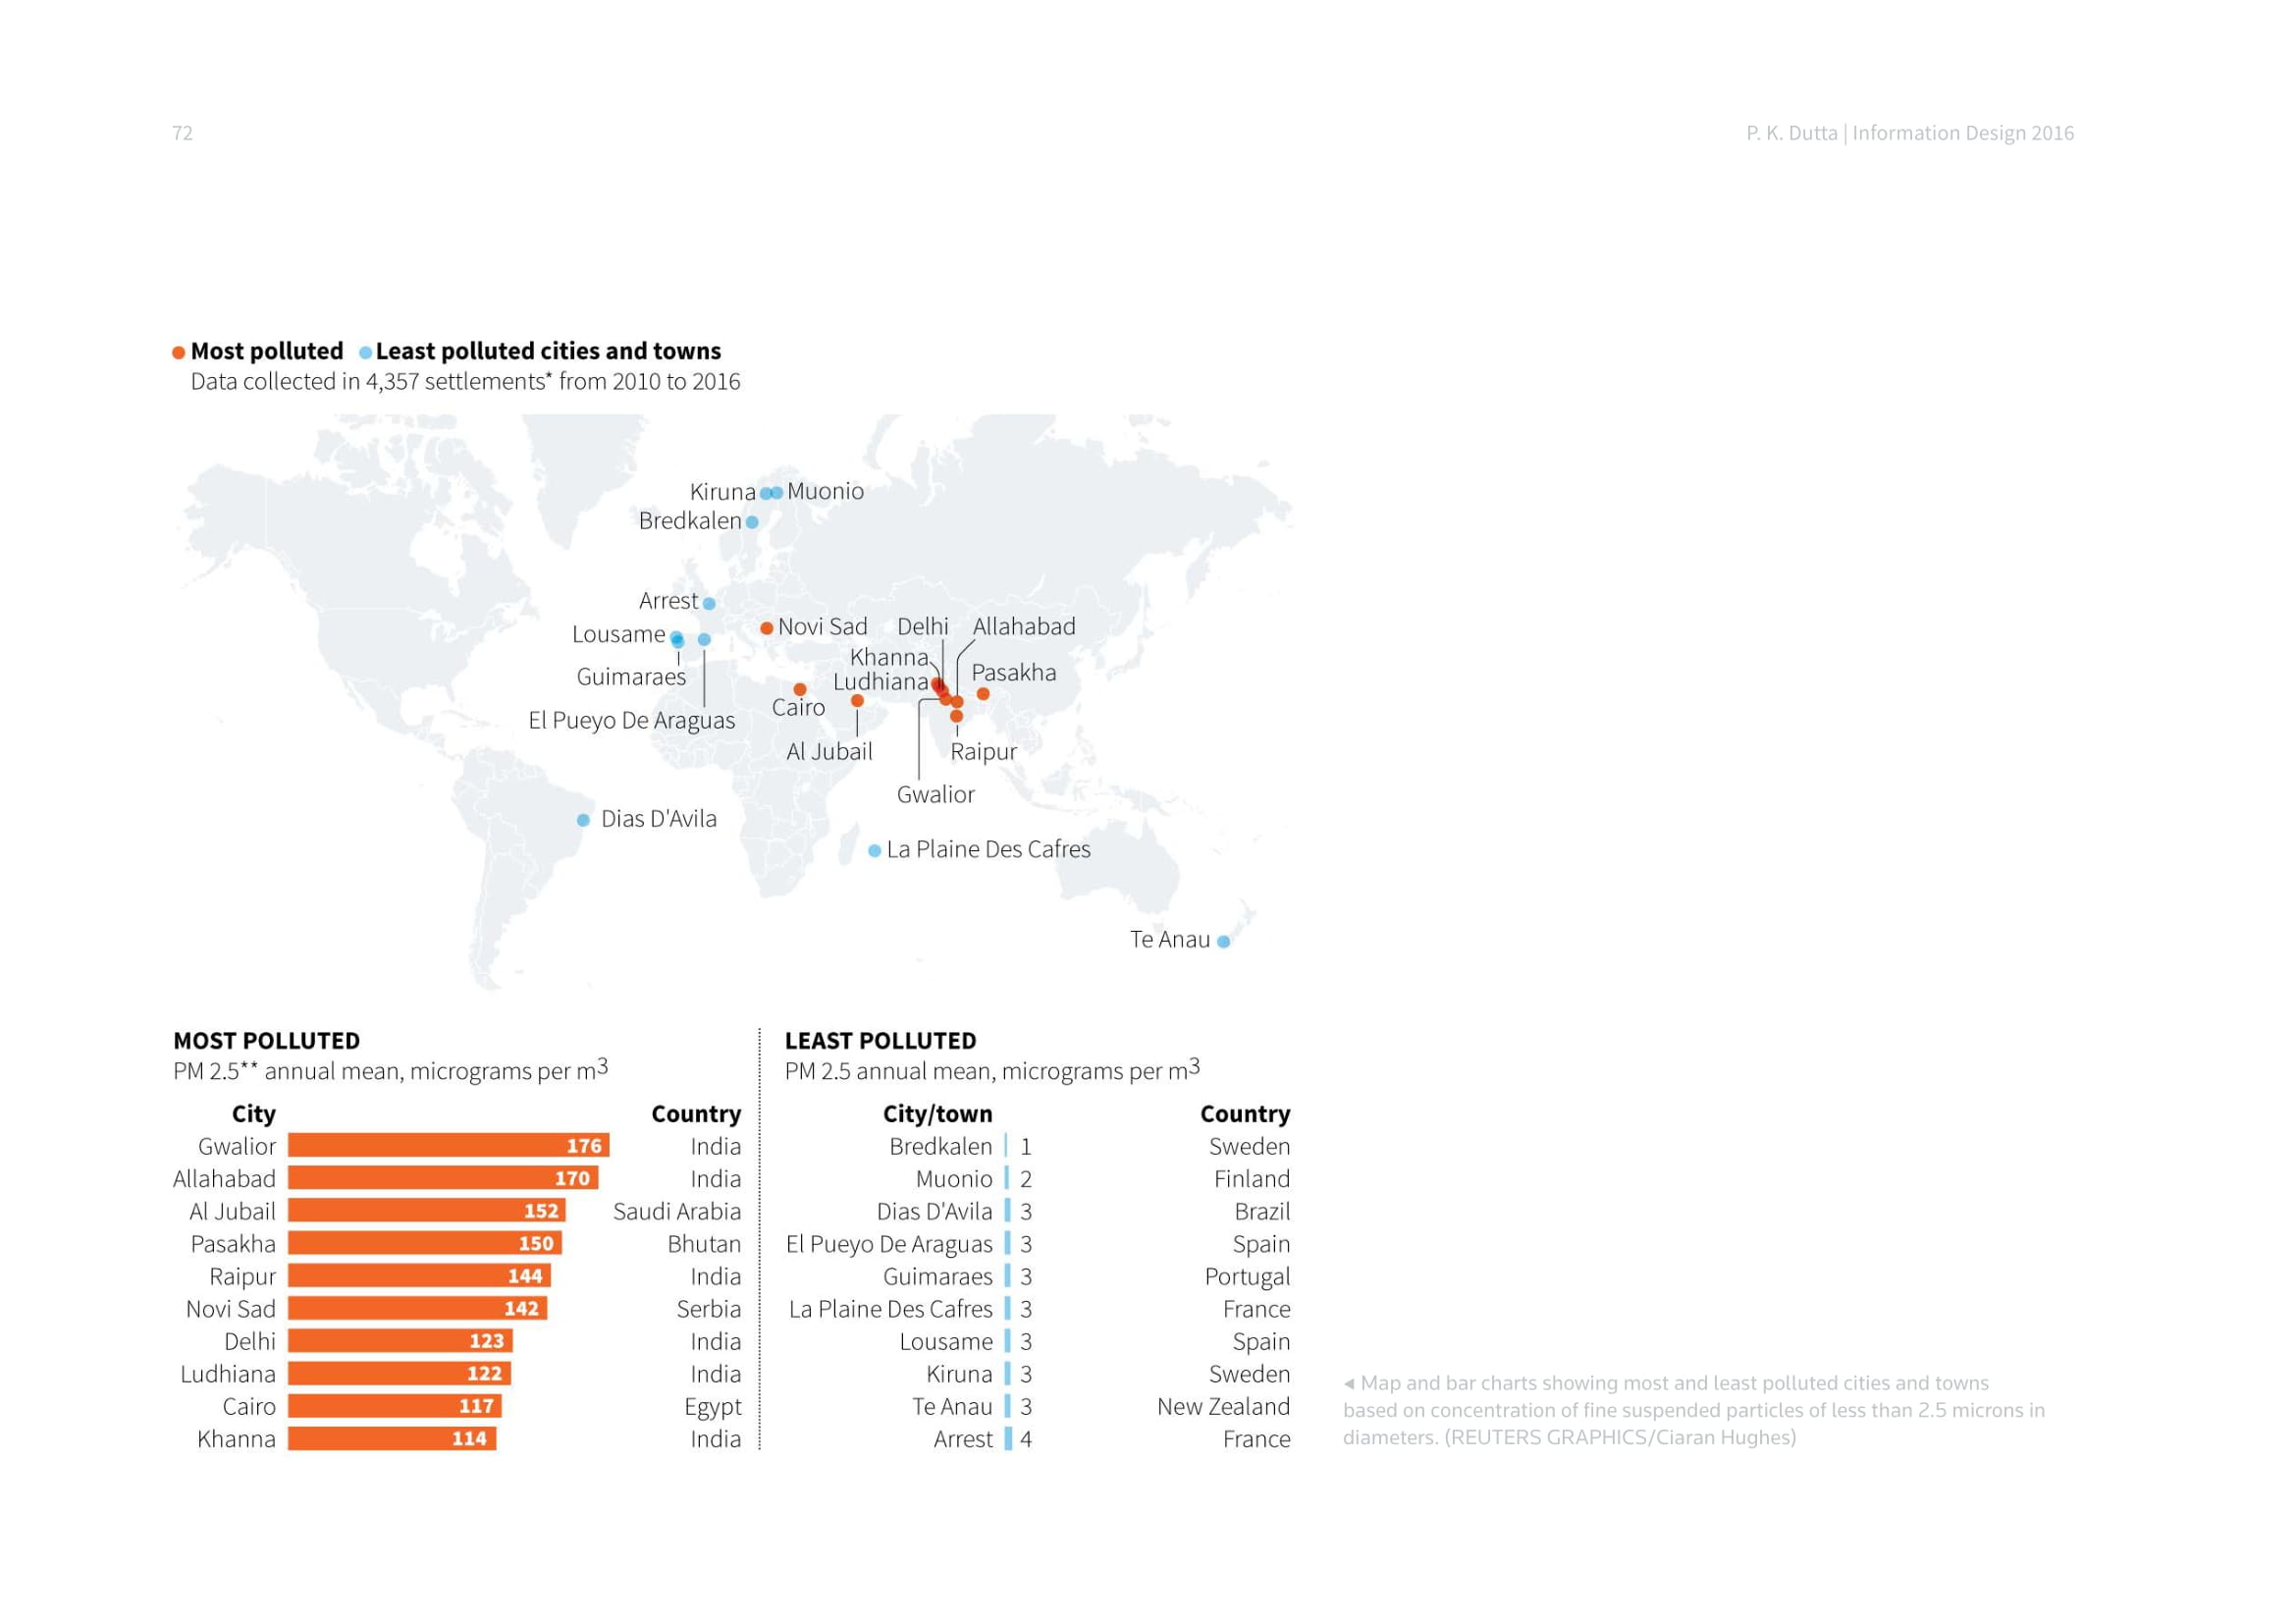 72
P. K. Dutta | Information Design 2016
Most polluted Least polluted cities and towns
Data collected in 4,357 settlements* from 2010 to 2016
Kiruna Muonio
Bredkalen
Arrest
Novi Sad Delhi Allahabad
Lousame
Khanna
Pasakha
Guimaraes
Ludhiana
Cairo
El Pueyo De Araguas
Al Jubail Raipur
Gwalior
Dias D'Avila
La Plaine Des Cafres
Te Anau
MOST POLLUTED
PM 2.5** annual mean, micrograms per m3
City Country
Gwalior 176 India
Allahabad 170 India
Al Jubail 152 Saudi Arabia
Pasakha 150 Bhutan
Raipur 144 India
Novi Sad 142 Serbia
Delhi 123 India
Ludhiana 122 India
Cairo 117 Egypt
Khanna 114 India
LEAST POLLUTED
PM 2.5 annual mean, micrograms per m3
City/town Country
Bredkalen 1 Sweden
Muonio 2 Finland
Dias D'Avila 3 Brazil
El Pueyo De Araguas 3 Spain
Guimaraes 3 Portugal
La Plaine Des Cafres 3 France
Lousame 3 Spain
Kiruna 3 Sweden
Te Anau 3 New Zealand
Arrest 4 France
◂ Map and bar charts showing most and least polluted cities and towns
based on concentration of fine suspended particles of less than 2.5 microns in
diameters. (REUTERS GRAPHICS/Ciaran Hughes)